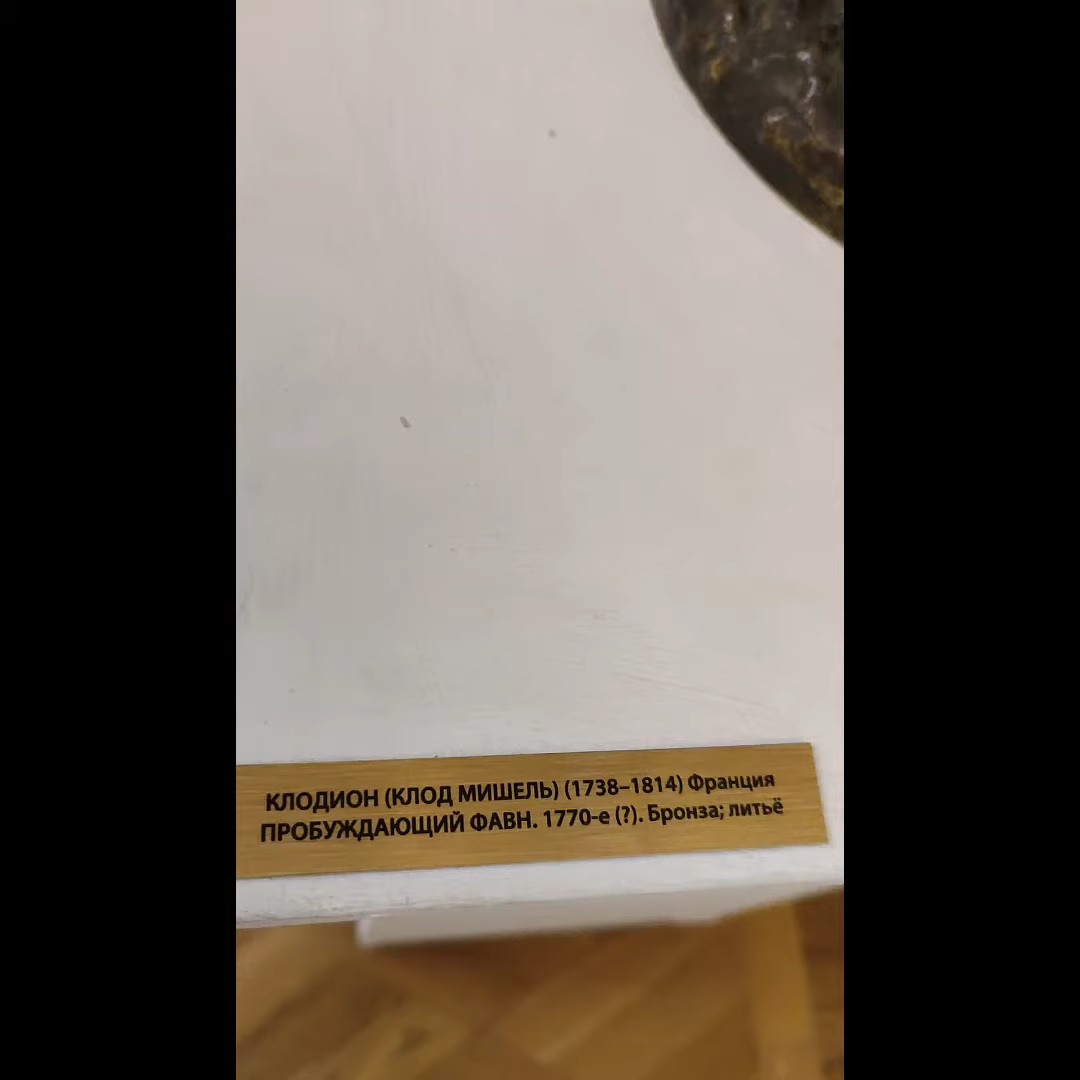 КЛОДИОН (КЛОД МИШЕЛЬ) (1738–1814) Франция
ПРОБУЖДАЮЩИЙ ФАВН. 1770-е (?). Бронза; литьё